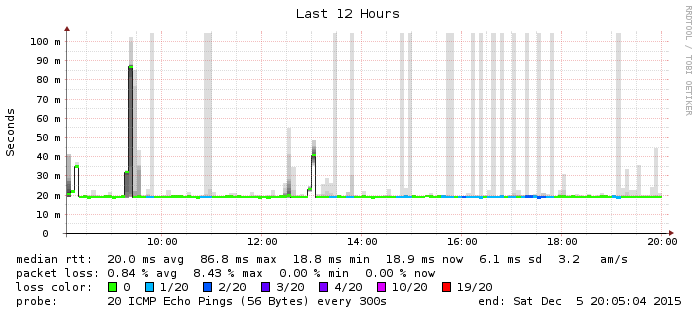 Last 12 Hours
RRDTOOL / TOBI OETIKER
Seconds
100 m
90 m
80 m
70 m
60 m
50 m
40 m
30 m
20 m
10 m
0
10:00 12:00 14:00 16:00 18:00 20:00
median rtt: 20.0 ms avg 86.8 ms max 18.8 ms min 18.9 ms now 6.1 ms sd 3.2 am/s
packet loss: 0.84 % avg 8.43 % max 0.00 % min 0.00 % now
loss color: 0 1/20 2/20 3/20 4/20 10/20 19/20
probe: 20 ICMP Echo Pings (56 Bytes) every 300s end: Sat Dec 5 20:05:04 2015